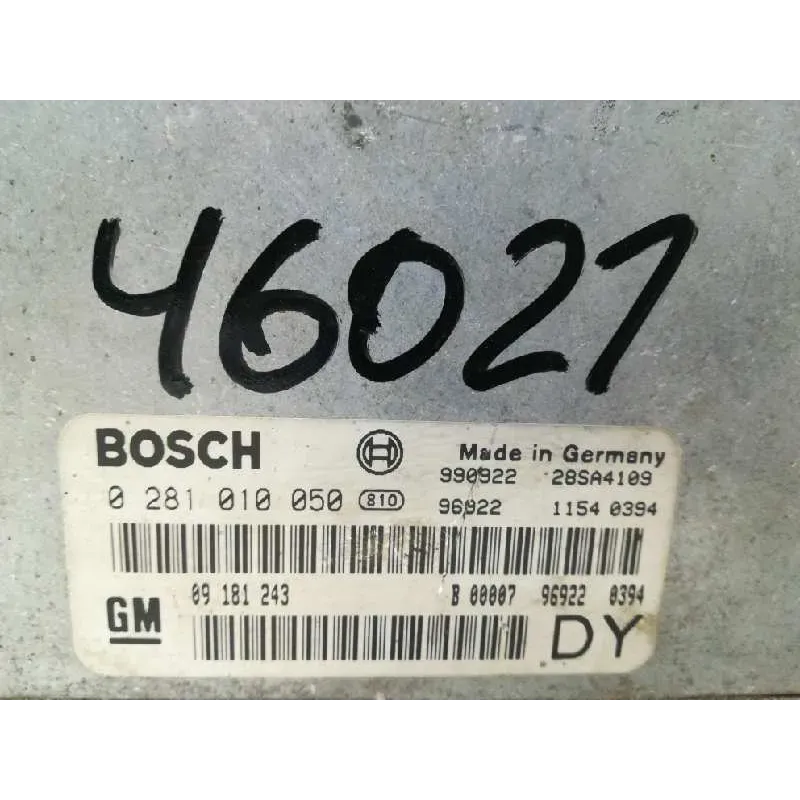 46021
BOSCH Made in Germany
990922 28SA4109
0 281 010 050 810 96922 1154 0394
GM 09 181 243 B 00007 96922 0394
DY